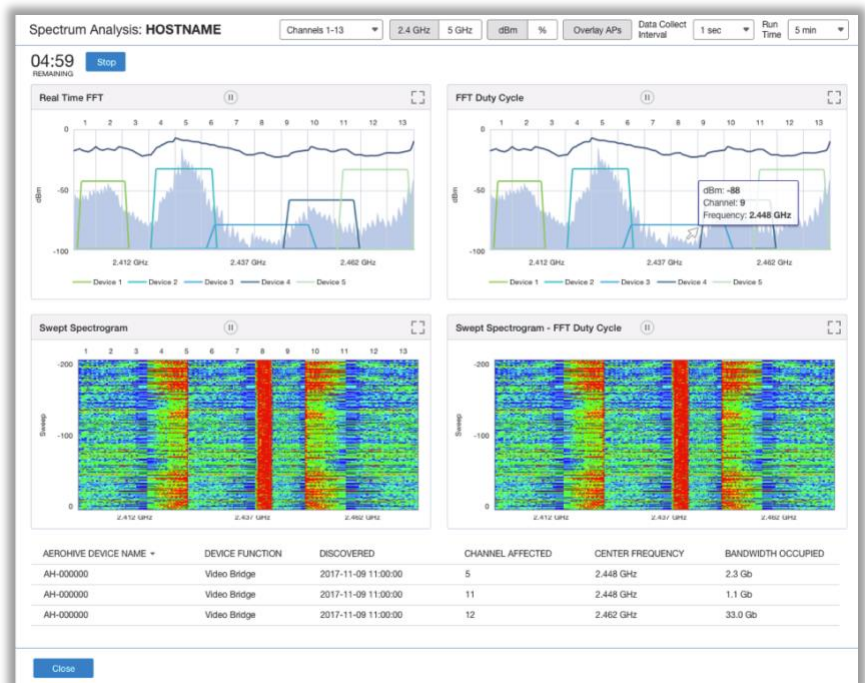 Spectrum Analysis: HOSTNAME
Channels 1-13
2.4 GHz 5 GHz
dBm %
Overlay APs
Data Collect Interval
1 sec
Run Time
5 min
04:59
REMAINING
Stop
Real Time FFT
1 2 3 4 5 6 7 8 9 10 11 12 13
0
-50
-100
dBm
2.412 GHz 2.437 GHz 2.462 GHz
Device 1 Device 2 Device 3 Device 4 Device 5
FFT Duty Cycle
1 2 3 4 5 6 7 8 9 10 11 12 13
0
-50
-100
dBm
dBm: -88
Channel: 9
Frequency: 2.448 GHz
2.412 GHz 2.437 GHz 2.462 GHz
Device 1 Device 2 Device 3 Device 4 Device 5
Swept Spectrogram
1 2 3 4 5 6 7 8 9 10 11 12 13
-200
-100
0
Sweep
2.412 GHz 2.437 GHz 2.462 GHz
Swept Spectrogram - FFT Duty Cycle
-200
-100
0
Sweep
2.412 GHz 2.437 GHz 2.462 GHz
AEROHIVE DEVICE NAME DEVICE FUNCTION DISCOVERED CHANNEL AFFECTED CENTER FREQUENCY BANDWIDTH OCCUPIED
AH-000000 Video Bridge 2017-11-09 11:00:00 5 2.448 GHz 2.3 Gb
AH-000000 Video Bridge 2017-11-09 11:00:00 11 2.448 GHz 1.1 Gb
AH-000000 Video Bridge 2017-11-09 11:00:00 12 2.462 GHz 33.0 Gb
Close